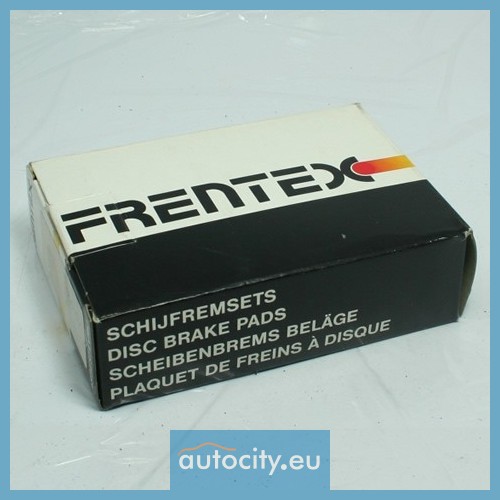 FRENTEX
SCHIJFREMSETS
DISC BRAKE PADS
SCHEIBENBREMS BELÄGE
PLAQUET DE FREINS À DISQUE
autocity.eu